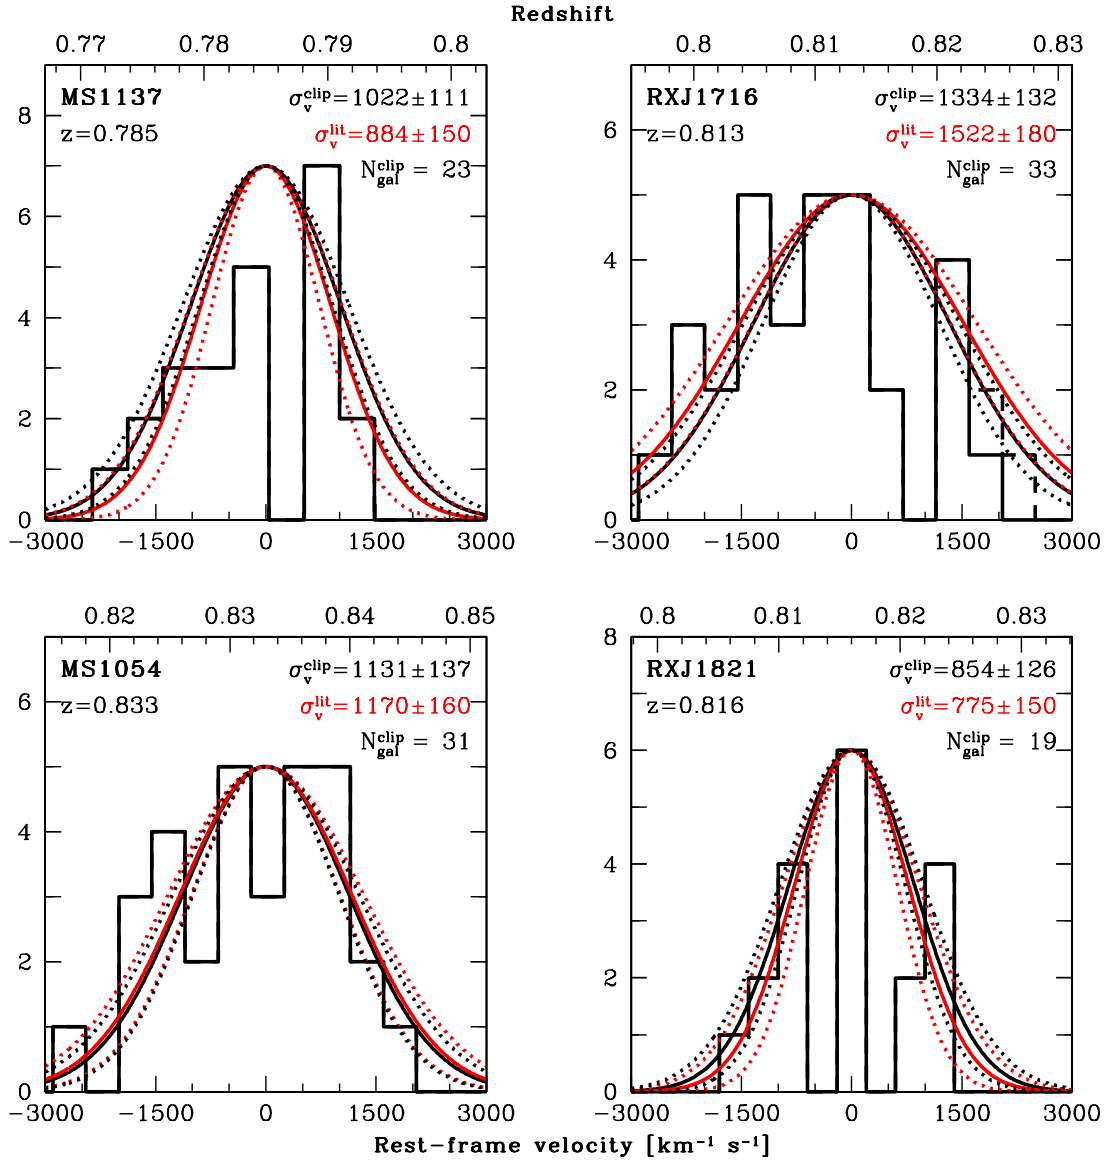 Redshift
0.77 0.78 0.79 0.8
0.8 0.81 0.82 0.83
MS1137
σ_v^clip=1022±111
z=0.785
σ_v^lit=884±150
N_gal^clip = 23
8
6
4
2
0
−3000 −1500 0 1500 3000
RXJ1716
σ_v^clip=1334±132
z=0.813
σ_v^lit=1522±180
N_gal^clip = 33
6
4
2
0
−3000 −1500 0 1500 3000
0.82 0.83 0.84 0.85
0.8 0.81 0.82 0.83
MS1054
σ_v^clip=1131±137
z=0.833
σ_v^lit=1170±160
N_gal^clip = 31
6
4
2
0
−3000 −1500 0 1500 3000
RXJ1821
σ_v^clip=854±126
z=0.816
σ_v^lit=775±150
N_gal^clip = 19
8
6
4
2
0
−3000 −1500 0 1500 3000
Rest−frame velocity [km⁻¹ s⁻¹]